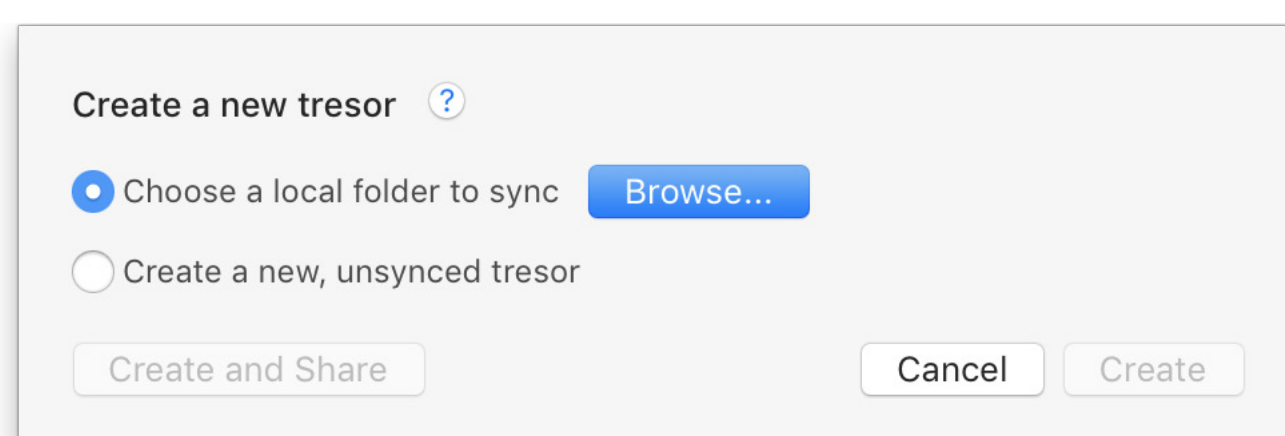 Create a new tresor ?
Choose a local folder to sync Browse...
Create a new, unsynced tresor
Create and Share Cancel Create